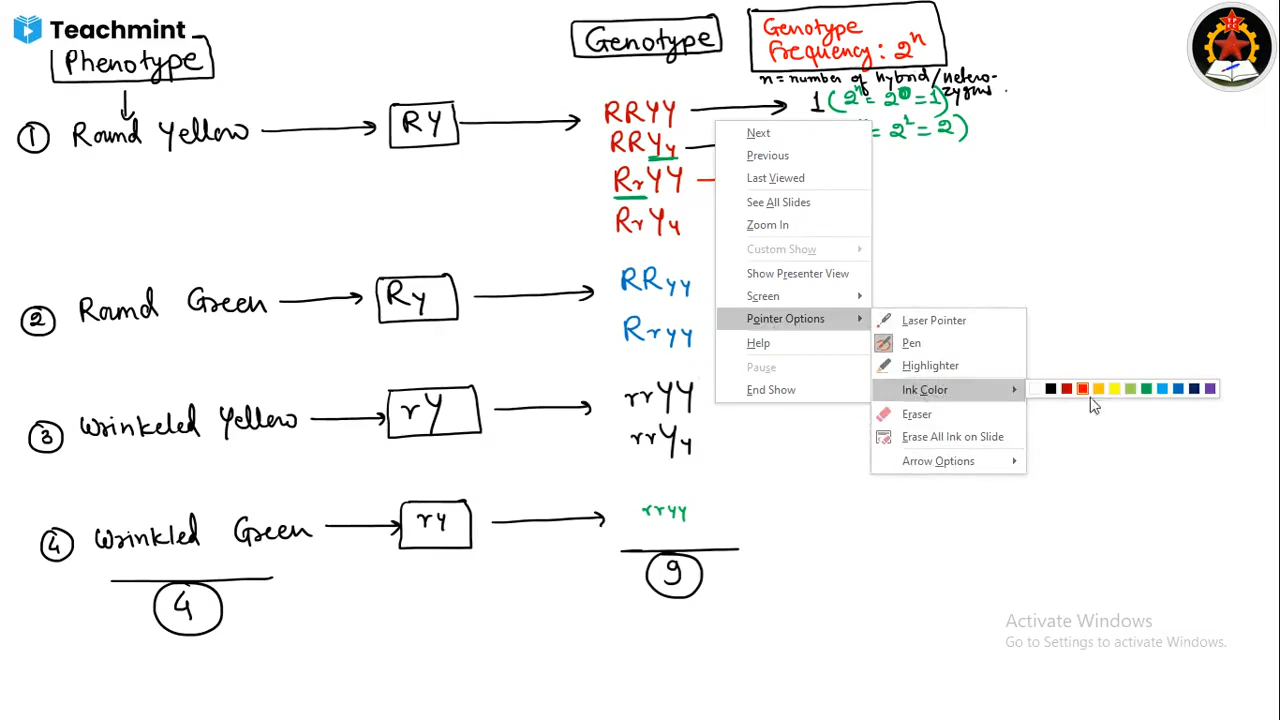 Teachmint
Phenotype
Genotype
Genotype
Frequency: 2ⁿ
n = number of hybrid/hetero-
zygous.
① Round Yellow → RY → RRYY → 1 (2ⁿ = 2⁰ = 1)
RRYy = 2¹ = 2)
RrYY
RrYy
② Round Green → Ry → RRyy
Rryy
③ Wrinkeled Yellow → rY → rrYY
rrYy
④ Wrinkled Green → ry → rryy
4
9
Next
Previous
Last Viewed
See All Slides
Zoom In
Custom Show
Show Presenter View
Screen
Pointer Options
Help
Pause
End Show
Laser Pointer
Pen
Highlighter
Ink Color
Eraser
Erase All Ink on Slide
Arrow Options
Activate Windows
Go to Settings to activate Windows.